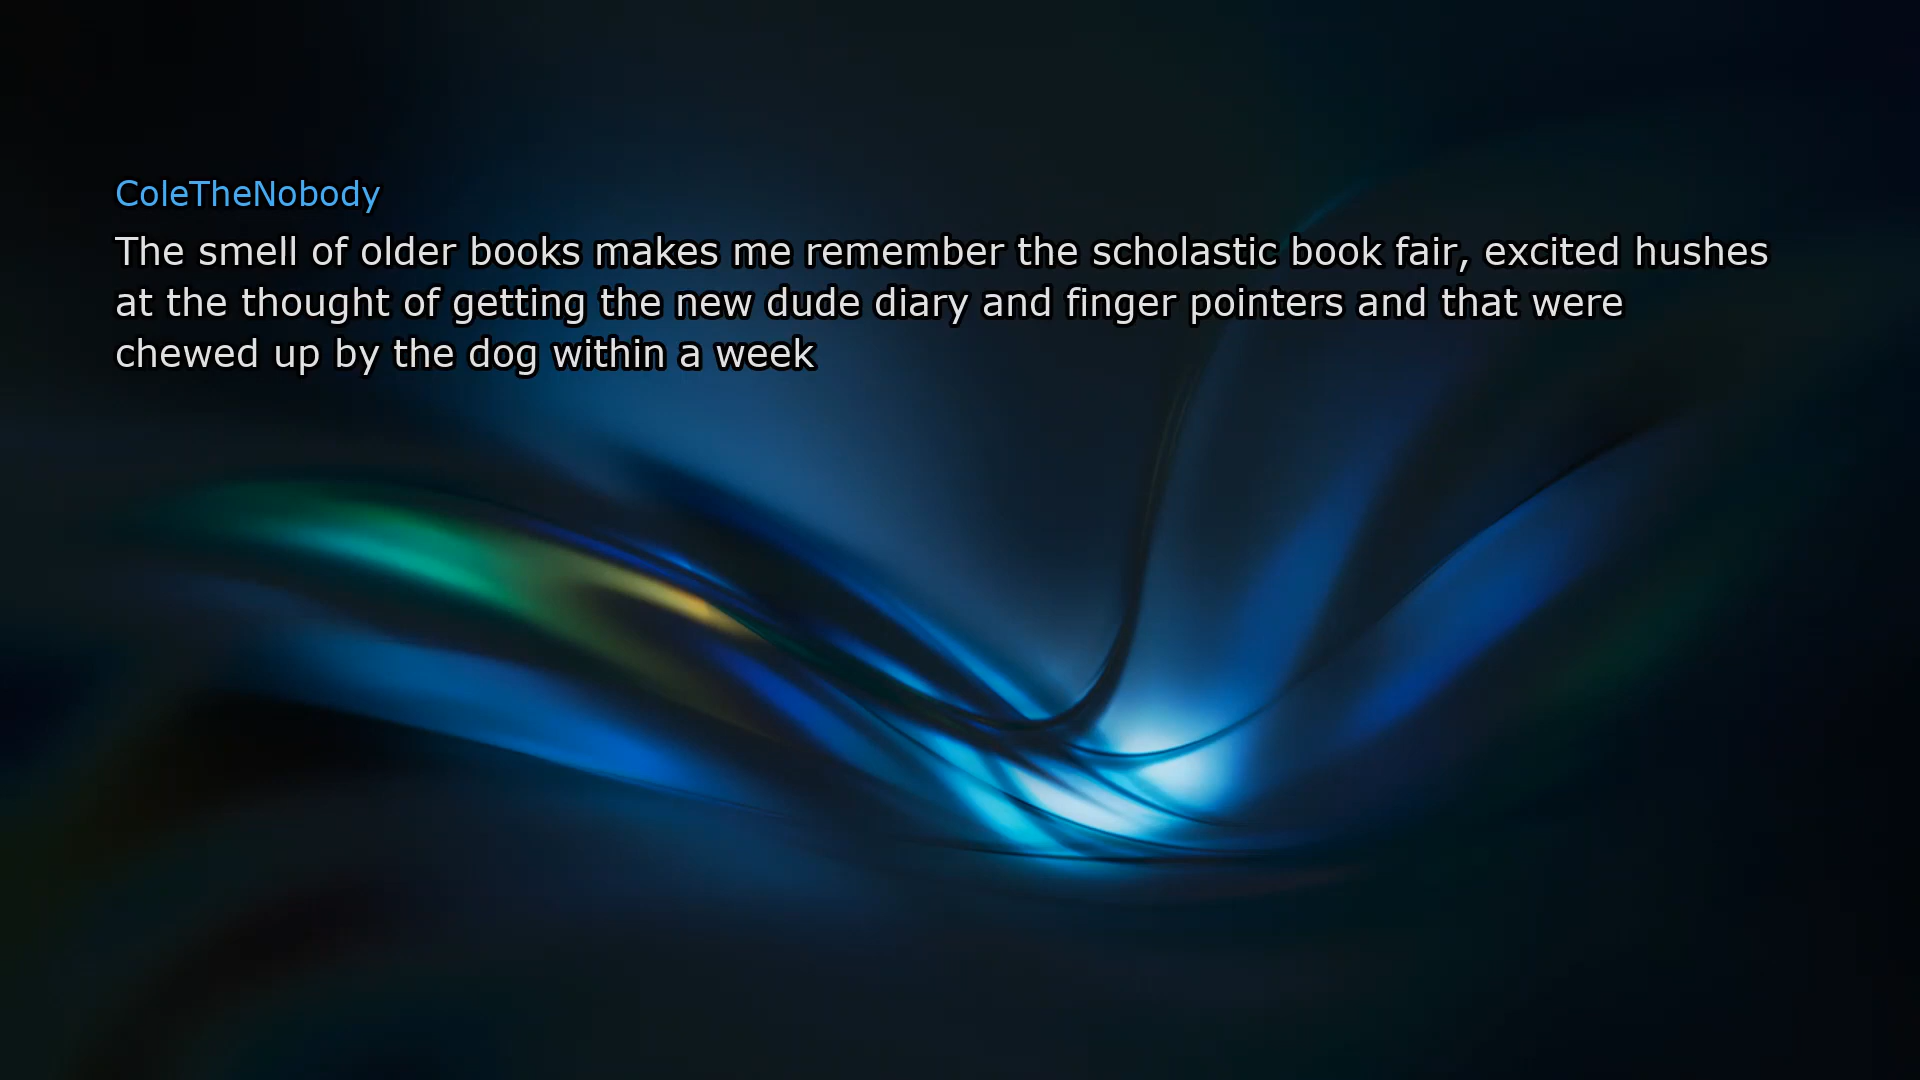 ColeTheNobody
The smell of older books makes me remember the scholastic book fair, excited hushes
at the thought of getting the new dude diary and finger pointers and that were
chewed up by the dog within a week